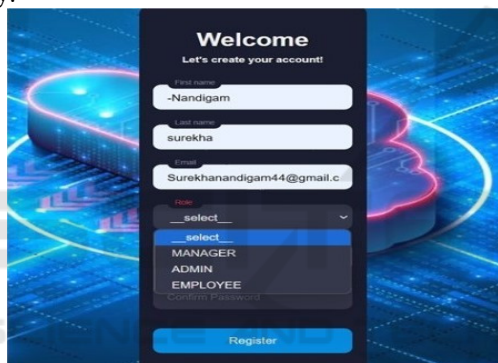 y.
Welcome
Let's create your account!
First name
-Nandigam
Last name
surekha
Email
Surekhanandigam44@gmail.c
Role
__select__
__select__
MANAGER
ADMIN
EMPLOYEE
Confirm Password
Register